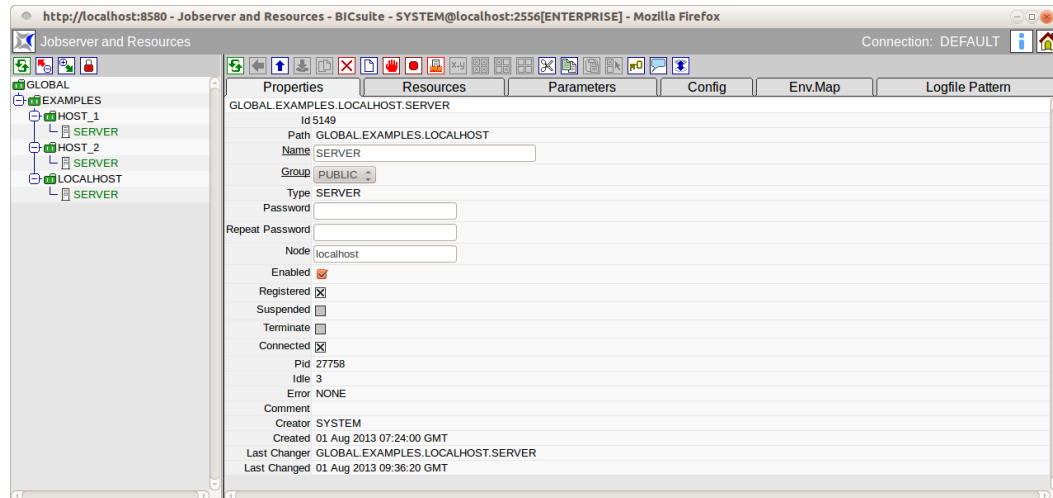 http://localhost:8580 - Jobserver and Resources - BICsuite - SYSTEM@localhost:2556[ENTERPRISE] - Mozilla Firefox
Jobserver and Resources
Connection: DEFAULT
GLOBAL
EXAMPLES
HOST_1
SERVER
HOST_2
SERVER
LOCALHOST
SERVER
Properties Resources Parameters Config Env.Map Logfile Pattern
GLOBAL.EXAMPLES.LOCALHOST.SERVER
Id 5149
Path GLOBAL.EXAMPLES.LOCALHOST
Name SERVER
Group PUBLIC
Type SERVER
Password
Repeat Password
Node localhost
Enabled
Registered
Suspended
Terminate
Connected
Pid 27758
Idle 3
Error NONE
Comment
Creator SYSTEM
Created 01 Aug 2013 07:24:00 GMT
Last Changer GLOBAL.EXAMPLES.LOCALHOST.SERVER
Last Changed 01 Aug 2013 09:36:20 GMT